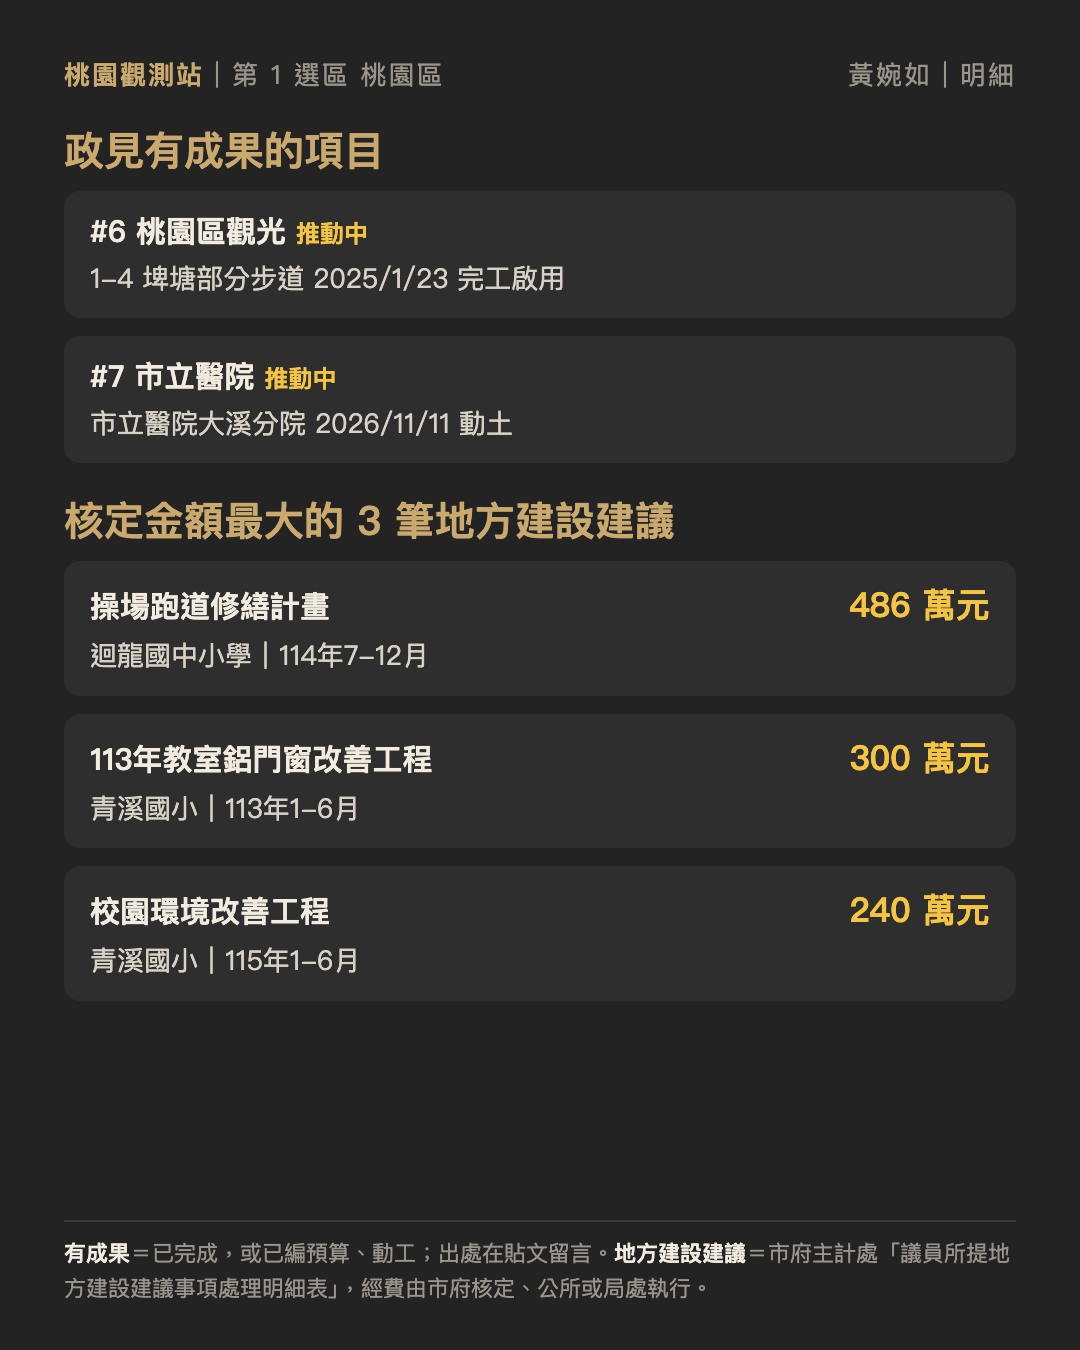 桃園觀測站｜第 1 選區 桃園區
黃婉如｜明細
政見有成果的項目
#6 桃園區觀光 推動中
1–4 埤塘部分步道 2025/1/23 完工啟用
#7 市立醫院 推動中
市立醫院大溪分院 2026/11/11 動土
核定金額最大的 3 筆地方建設建議
操場跑道修繕計畫
486 萬元
迴龍國中小學｜114年7–12月
113年教室鋁門窗改善工程
300 萬元
青溪國小｜113年1–6月
校園環境改善工程
240 萬元
青溪國小｜115年1–6月
有成果＝已完成，或已編預算、動工；出處在貼文留言。地方建設建議＝市府主計處「議員所提地
方建設建議事項處理明細表」，經費由市府核定、公所或局處執行。